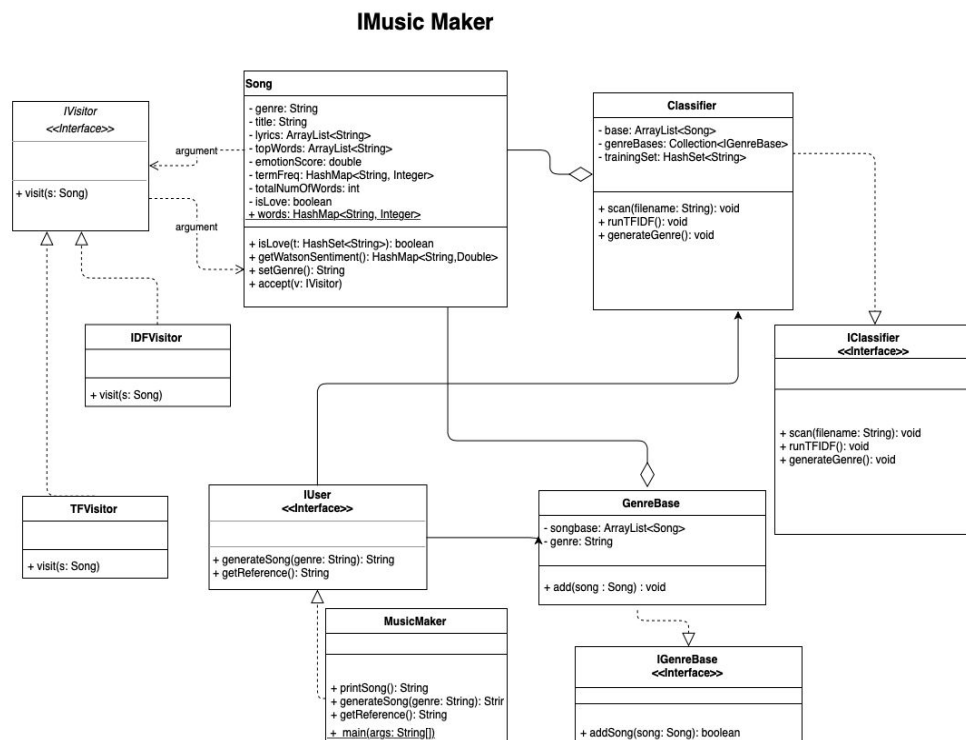 IMusic Maker
IVisitor
<<Interface>>
+ visit(s: Song)
argument
argument
Song
- genre: String
- title: String
- lyrics: ArrayList<String>
- topWords: ArrayList<String>
- emotionScore: double
- termFreq: HashMap<String, Integer>
- totalNumOfWords: int
- isLove: boolean
+ words: HashMap<String, Integer>
+ isLove(t: HashSet<String>): boolean
+ getWatsonSentiment(): HashMap<String,Double>
+ setGenre(): String
+ accept(v: IVisitor)
Classifier
- base: ArrayList<Song>
- genreBases: Collection<IGenreBase>
- trainingSet: HashSet<String>
+ scan(filename: String): void
+ runTFIDF(): void
+ generateGenre(): void
IDFVisitor
+ visit(s: Song)
IClassifier
<<Interface>>
+ scan(filename: String): void
+ runTFIDF(): void
+ generateGenre(): void
TFVisitor
+ visit(s: Song)
IUser
<<Interface>>
+ generateSong(genre: String): String
+ getReference(): String
GenreBase
- songbase: ArrayList<Song>
- genre: String
+ add(song : Song) : void
MusicMaker
+ printSong(): String
+ generateSong(genre: String): Strir
+ getReference(): String
+ main(args: String[])
IGenreBase
<<Interface>>
+ addSong(song: Song): boolean